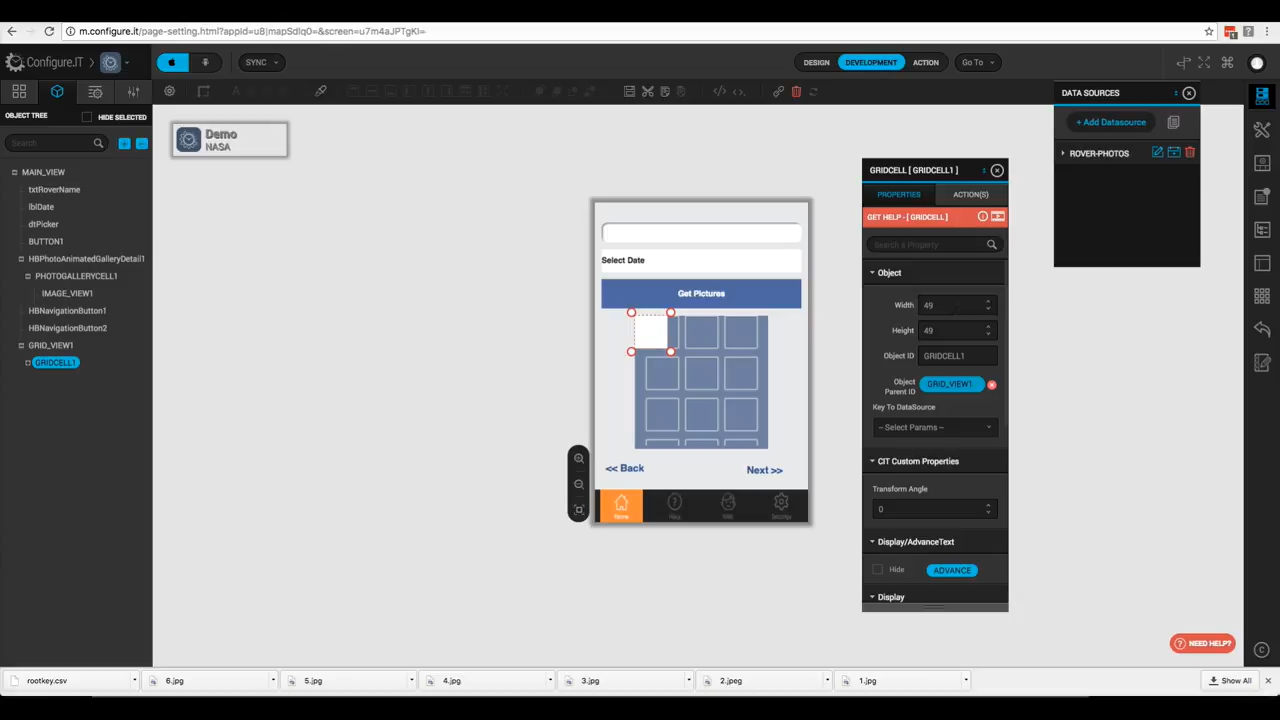 m.configure.it/page-setting.html?appId=u8|mapSdIq0=&screen=u7m4aJPTgKI=
Configure.IT
SYNC
DESIGN
DEVELOPMENT
ACTION
Go To
OBJECT TREE
HIDE SELECTED
Search
MAIN_VIEW
txtRoverName
lblDate
dtPicker
BUTTON1
HBPhotoAnimatedGalleryDetail1
PHOTOGALLERYCELL1
IMAGE_VIEW1
HBNavigationButton1
HBNavigationButton2
GRID_VIEW1
GRIDCELL1
Demo
NASA
Select Date
Get Pictures
<< Back
Next >>
Home
Help
Settings
GRIDCELL [ GRIDCELL1 ]
PROPERTIES
ACTION(S)
GET HELP - [ GRIDCELL ]
Search a Property
Object
Width
49
Height
49
Object ID
GRIDCELL1
Object Parent ID
GRID_VIEW1
Key To DataSource
-- Select Params --
CIT Custom Properties
Transform Angle
0
Display/AdvanceText
Hide
ADVANCE
Display
DATA SOURCES
+ Add Datasource
ROVER-PHOTOS
NEED HELP?
rootkey.csv
6.jpg
5.jpg
4.jpg
3.jpg
2.jpeg
1.jpg
Show All